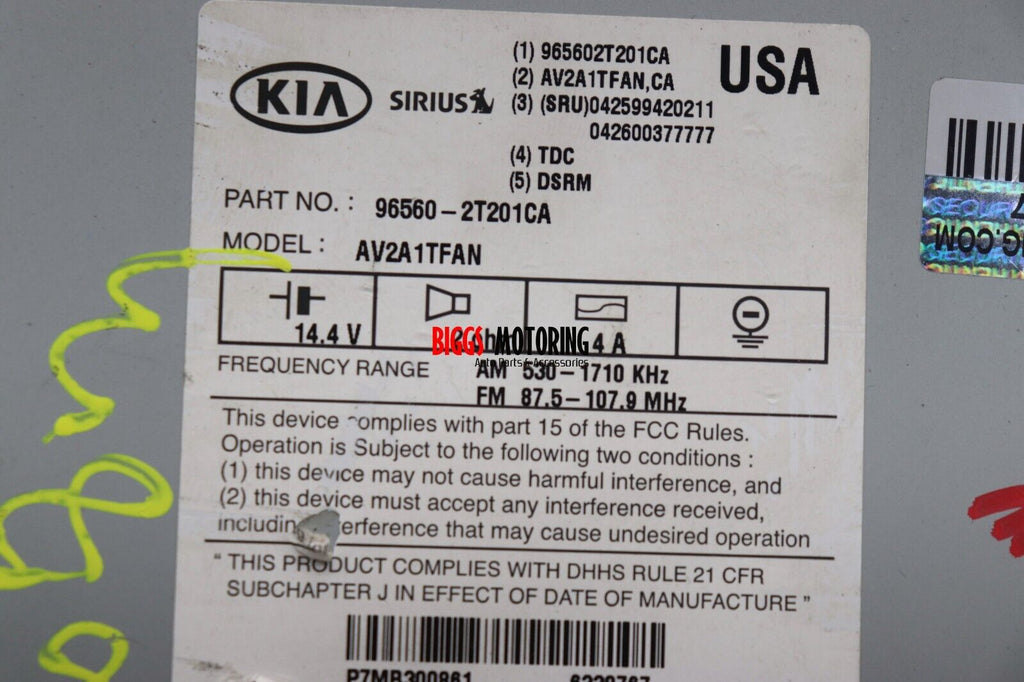 (1) 965602T201CA
USA
(2) AV2A1TFAN,CA
KIA SIRIUS (3) (SRU)042599420211
042600377777
(4) TDC
(5) DSRM
PART NO. : 96560-2T201CA
MODEL : AV2A1TFAN
14.4 V 4 A
BIGGS MOTORING
Auto Parts & Accessories
FREQUENCY RANGE AM 530-1710 KHz
FM 87.5-107.9 MHz
This device complies with part 15 of the FCC Rules.
Operation is Subject to the following two conditions :
(1) this device may not cause harmful interference, and
(2) this device must accept any interference received,
including interference that may cause undesired operation
" THIS PRODUCT COMPLIES WITH DHHS RULE 21 CFR
SUBCHAPTER J IN EFFECT OF DATE OF MANUFACTURE "
P7MB300861
G.COM